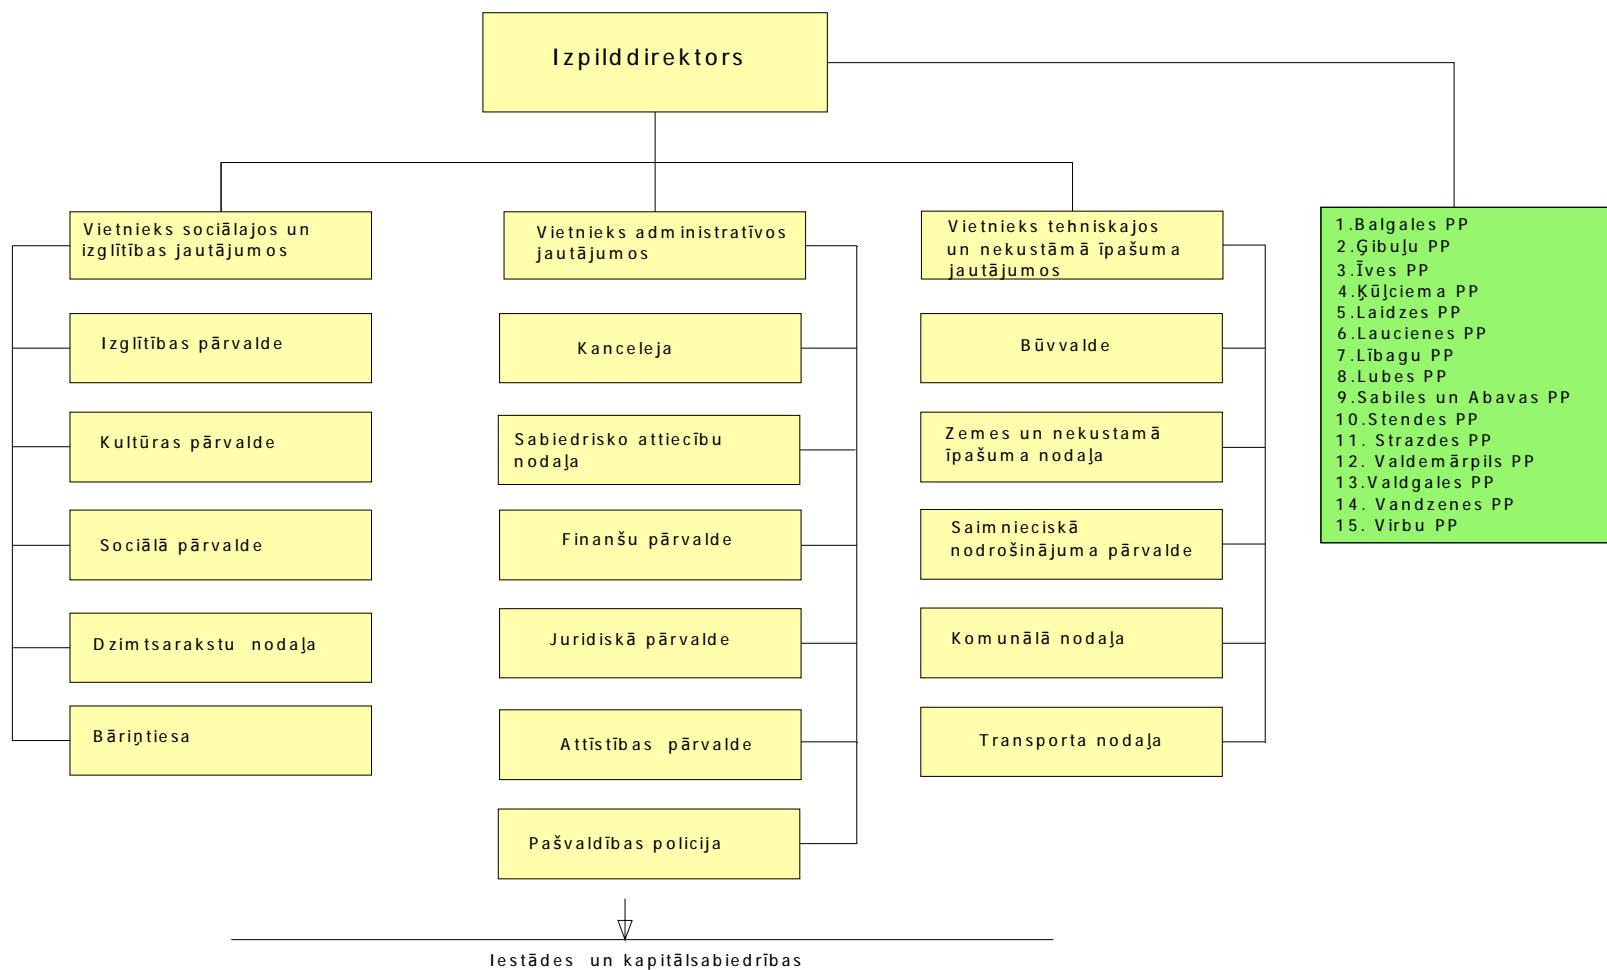 Izpilddirektors
Vietnieks sociālajos un
izglītības jautājumos
Izglītības pārvalde
Kultūras pārvalde
Sociālā pārvalde
Dzimtsarakstu nodaļa
Bāriņtiesa
Vietnieks administratīvos
jautājumos
Kanceleja
Sabiedrisko attiecību
nodaļa
Finanšu pārvalde
Juridiskā pārvalde
Attīstības pārvalde
Pašvaldības policija
Vietnieks tehniskajos
un nekustāmā īpašuma
jautājumos
Būvvalde
Zemes un nekustamā
īpašuma nodaļa
Saimnieciskā
nodrošinājuma pārvalde
Komunālā nodaļa
Transporta nodaļa
1.Balgales PP
2.Ģibuļu PP
3.Īves PP
4.Ķūļciema PP
5.Laidzes PP
6.Laucienes PP
7.Lībagu PP
8.Lubes PP
9.Sabiles un Abavas PP
10.Stendes PP
11. Strazdes PP
12. Valdemārpils PP
13.Valdgales PP
14. Vandzenes PP
15. Virbu PP
Iestādes un kapitālsabiedrības